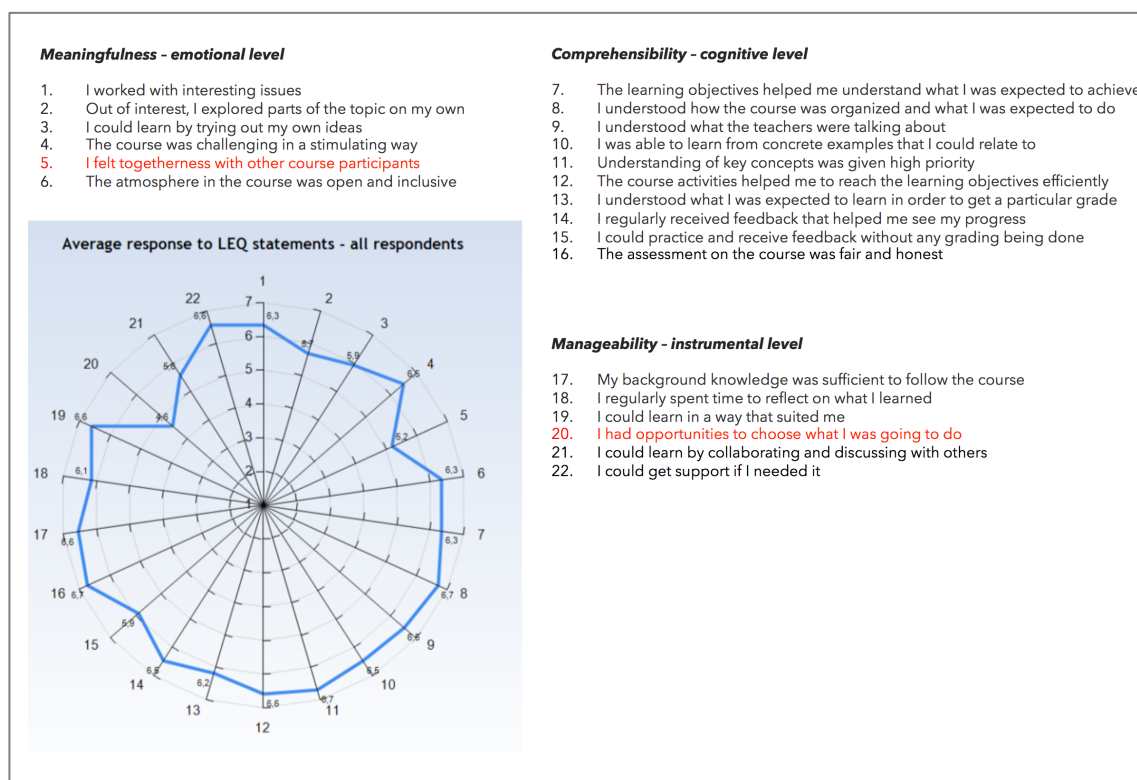 Meaningfulness – emotional level
1. I worked with interesting issues
2. Out of interest, I explored parts of the topic on my own
3. I could learn by trying out my own ideas
4. The course was challenging in a stimulating way
5. I felt togetherness with other course participants
6. The atmosphere in the course was open and inclusive
Comprehensibility – cognitive level
7. The learning objectives helped me understand what I was expected to achieve
8. I understood how the course was organized and what I was expected to do
9. I understood what the teachers were talking about
10. I was able to learn from concrete examples that I could relate to
11. Understanding of key concepts was given high priority
12. The course activities helped me to reach the learning objectives efficiently
13. I understood what I was expected to learn in order to get a particular grade
14. I regularly received feedback that helped me see my progress
15. I could practice and receive feedback without any grading being done
16. The assessment on the course was fair and honest
Manageability – instrumental level
17. My background knowledge was sufficient to follow the course
18. I regularly spent time to reflect on what I learned
19. I could learn in a way that suited me
20. I had opportunities to choose what I was going to do
21. I could learn by collaborating and discussing with others
22. I could get support if I needed it
Average response to LEQ statements - all respondents
1
22 2
7 6,6 6,3
21 3
6 5,9
20 4
5 6,5
4
19 6,6 4,6 5
3 5,2
2
18 6,1 6,3 6
1
17 6,6 6,3 7
16 6,7 6,7 8
15 5,9 6,6 9
14 6,5 6,5 10
13 6,2 6,7 11
6,6
12